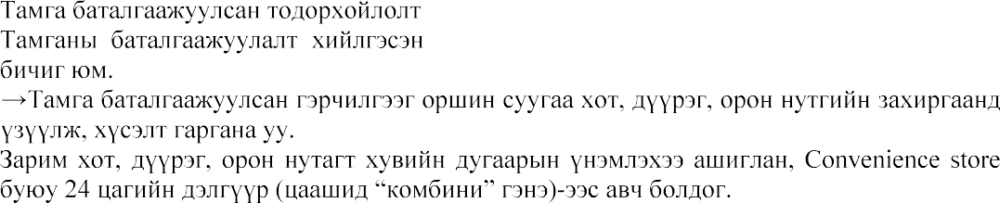 Тамга баталгаажуулсан тодорхойлолт
Тамганы баталгаажуулалт хийлгэсэн
бичиг юм.
→Тамга баталгаажуулсан гэрчилгээг оршин суугаа хот, дүүрэг, орон нутгийн захиргаанд
үзүүлж, хүсэлт гаргана уу.
Зарим хот, дүүрэг, орон нутагт хувийн дугаарын үнэмлэхээ ашиглан, Convenience store
буюу 24 цагийн дэлгүүр (цаашид “комбини” гэнэ)-ээс авч болдог.